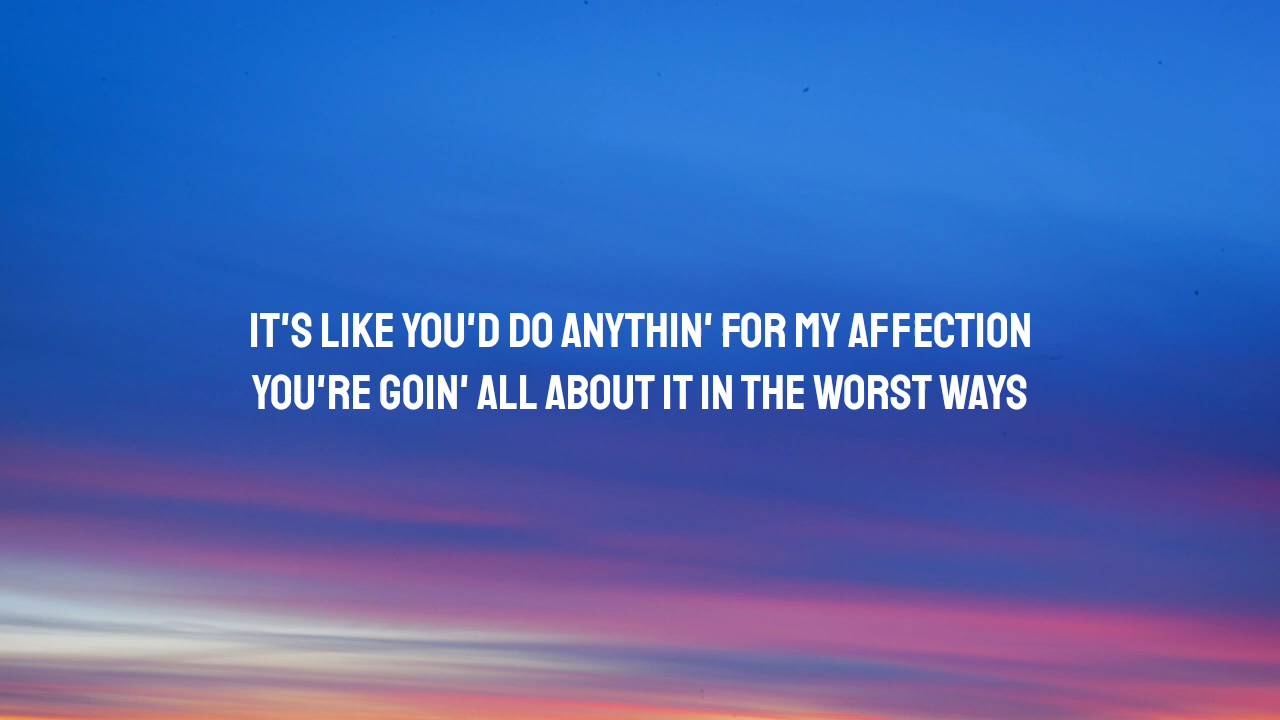 IT'S LIKE YOU'D DO ANYTHIN' FOR MY AFFECTION
YOU'RE GOIN' ALL ABOUT IT IN THE WORST WAYS